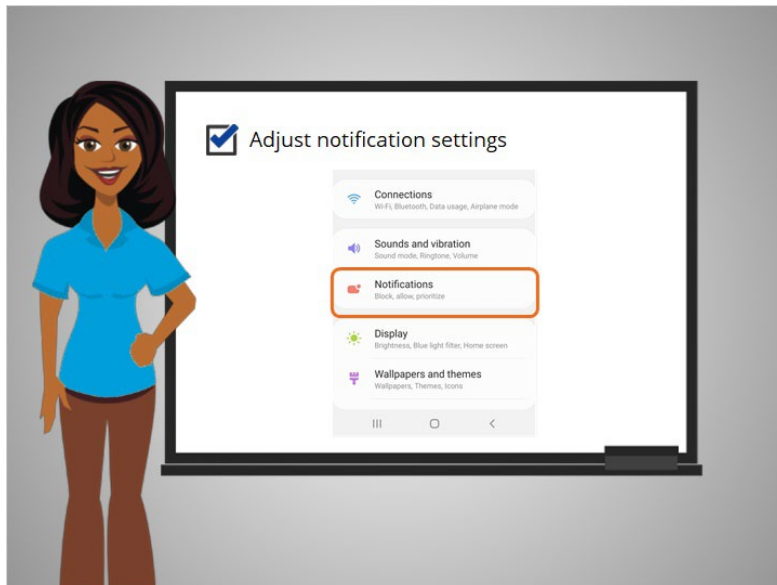 Adjust notification settings
Connections
Wi-Fi, Bluetooth, Data usage, Airplane mode
Sounds and vibration
Sound mode, Ringtone, Volume
Notifications
Block, allow, prioritize
Display
Brightness, Blue light filter, Home screen
Wallpapers and themes
Wallpapers, Themes, Icons